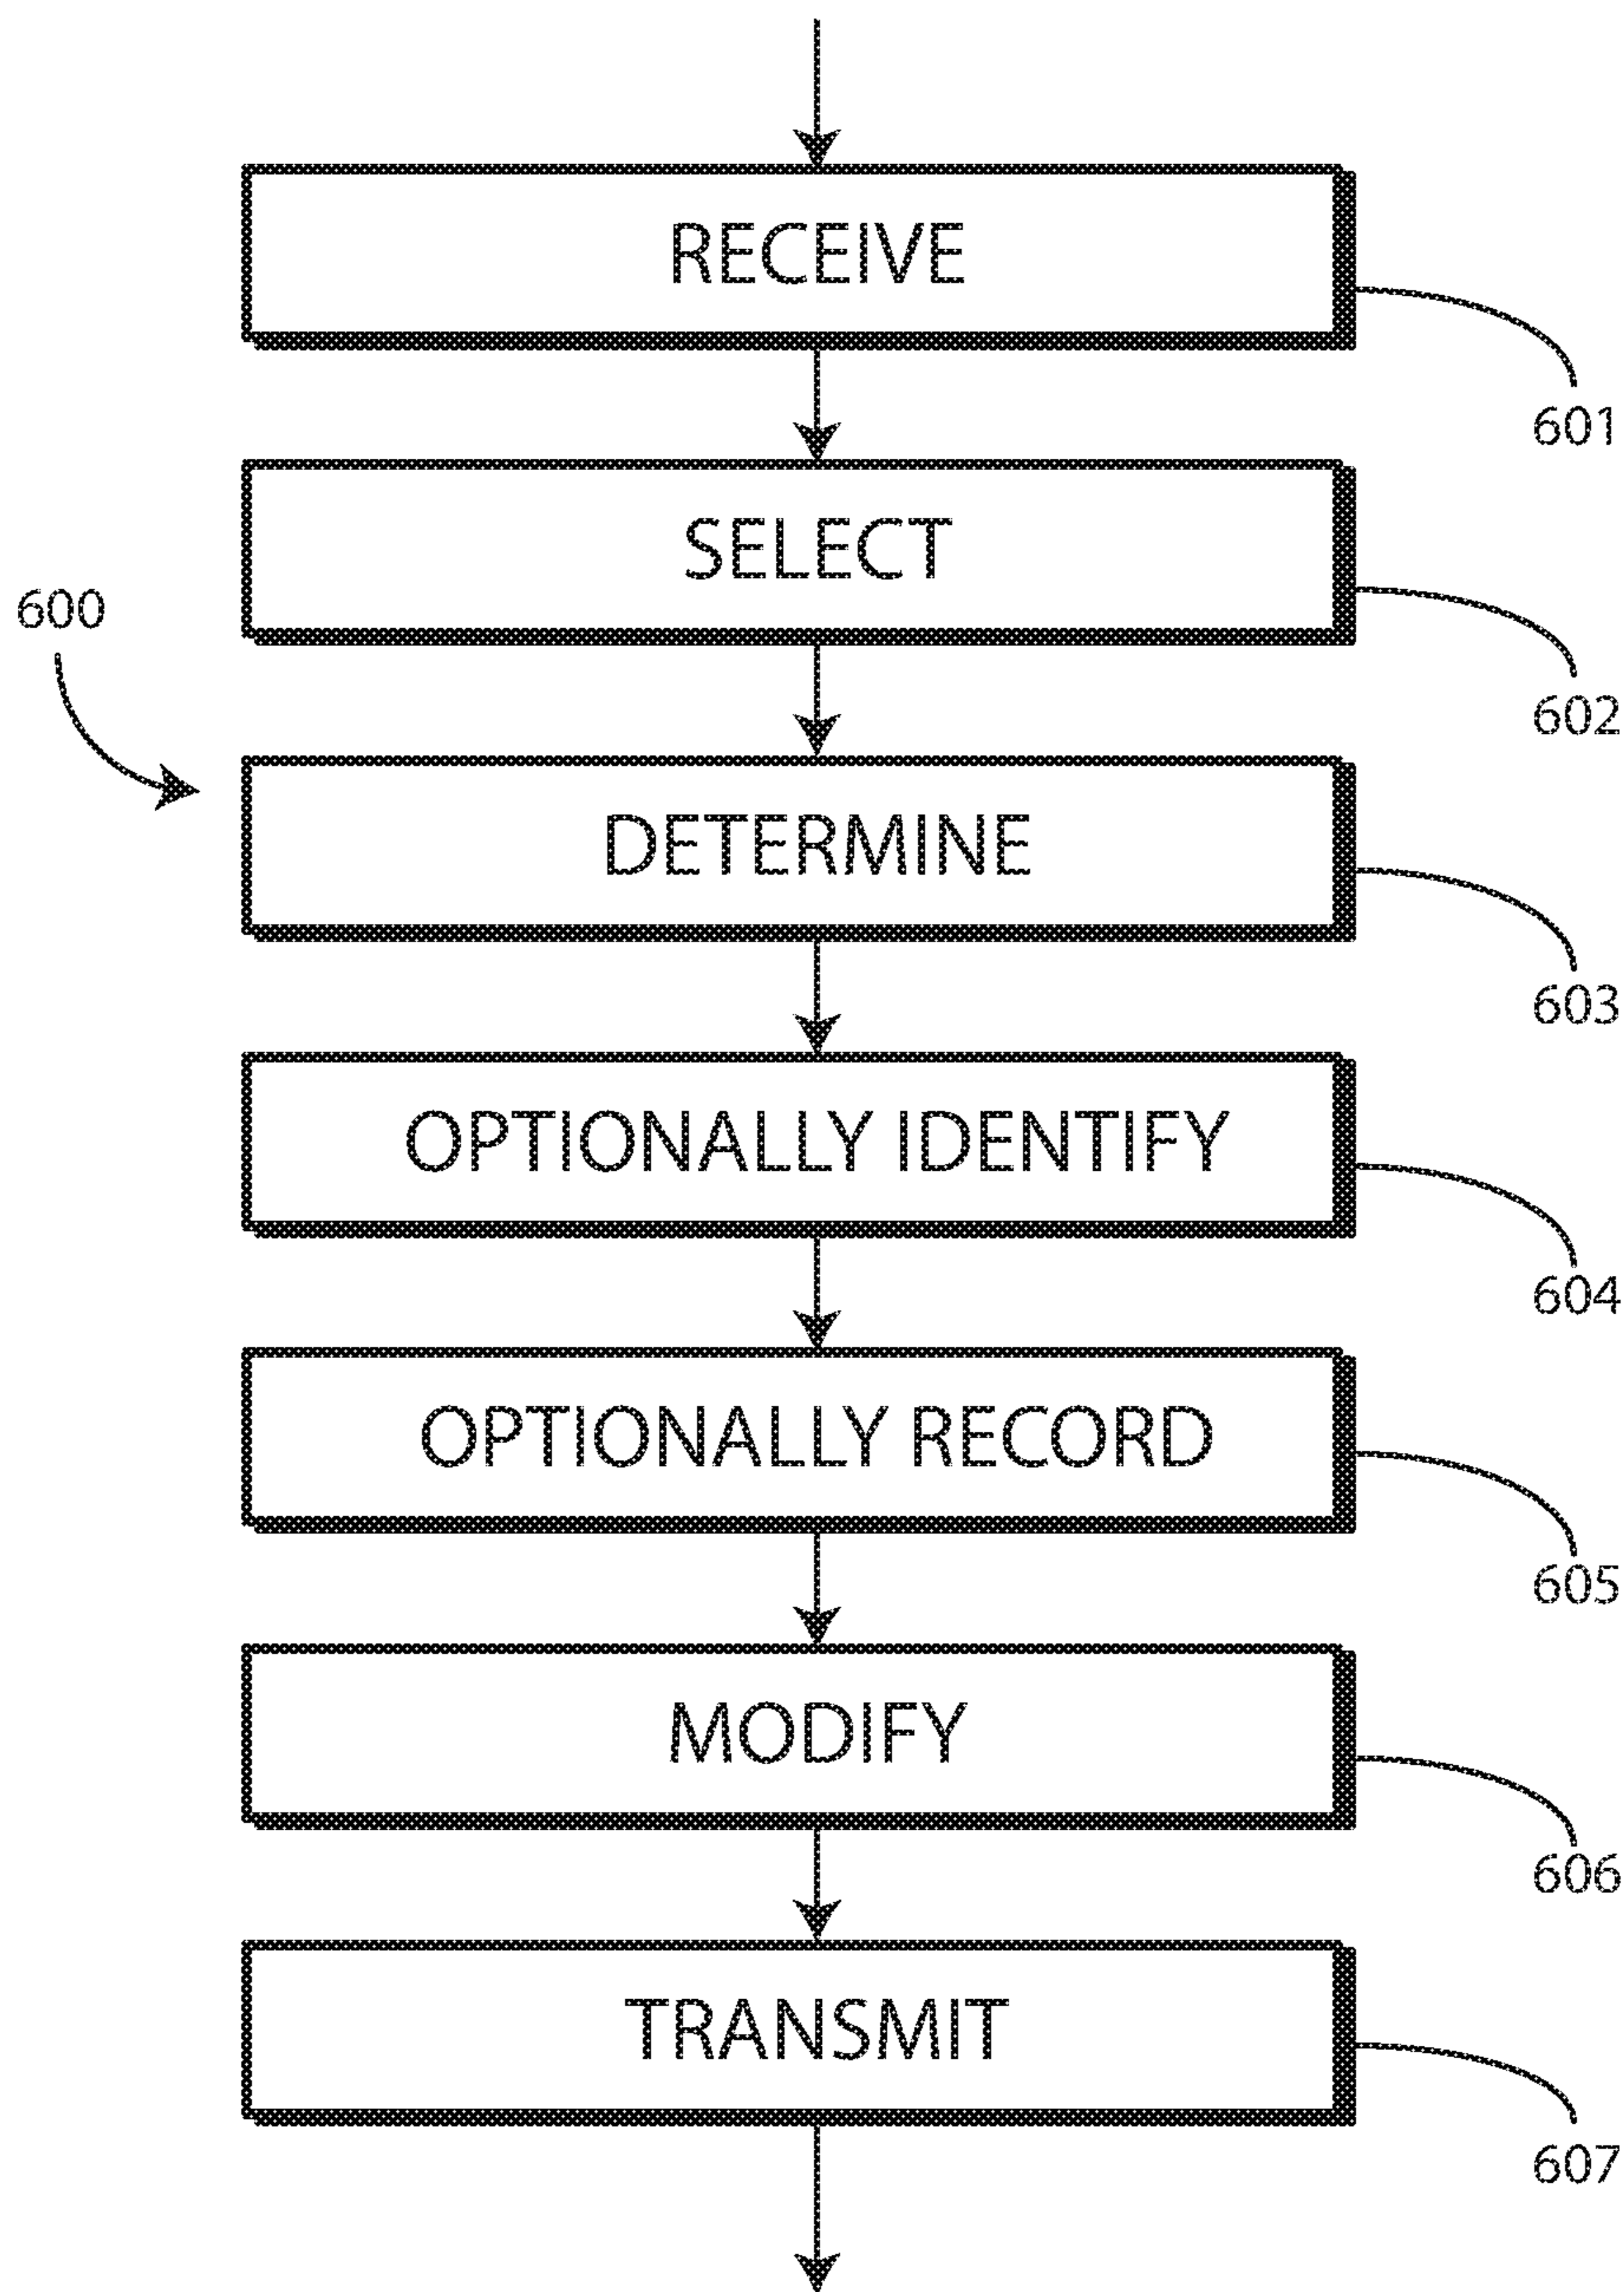 RECEIVE
601
SELECT
600
602
DETERMINE
603
OPTIONALLY IDENTIFY
604
OPTIONALLY RECORD
605
MODIFY
606
TRANSMIT
607